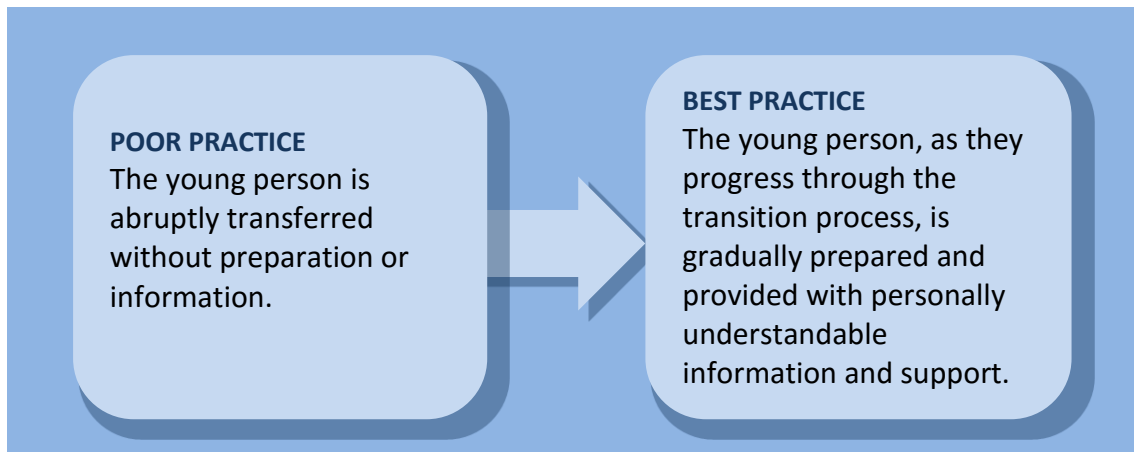 POOR PRACTICE
The young person is
abruptly transferred
without preparation or
information.
BEST PRACTICE
The young person, as they
progress through the
transition process, is
gradually prepared and
provided with personally
understandable
information and support.